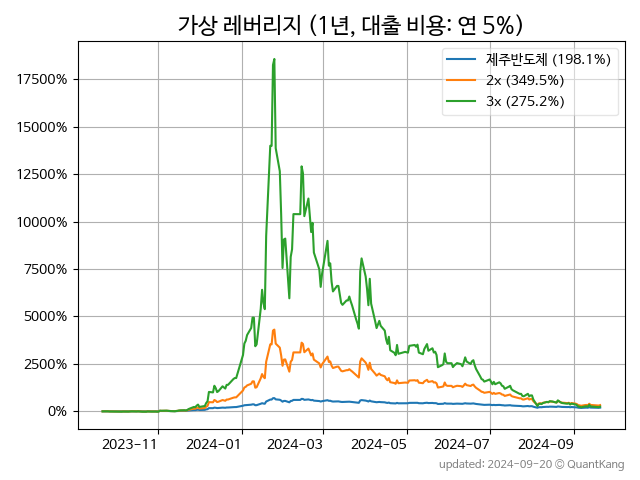 가상 레버리지 (1년, 대출 비용: 연 5%)
제주반도체 (198.1%)
2x (349.5%)
3x (275.2%)
17500%
15000%
12500%
10000%
7500%
5000%
2500%
0%
2023-11 2024-01 2024-03 2024-05 2024-07 2024-09
updated: 2024-09-20 © QuantKang